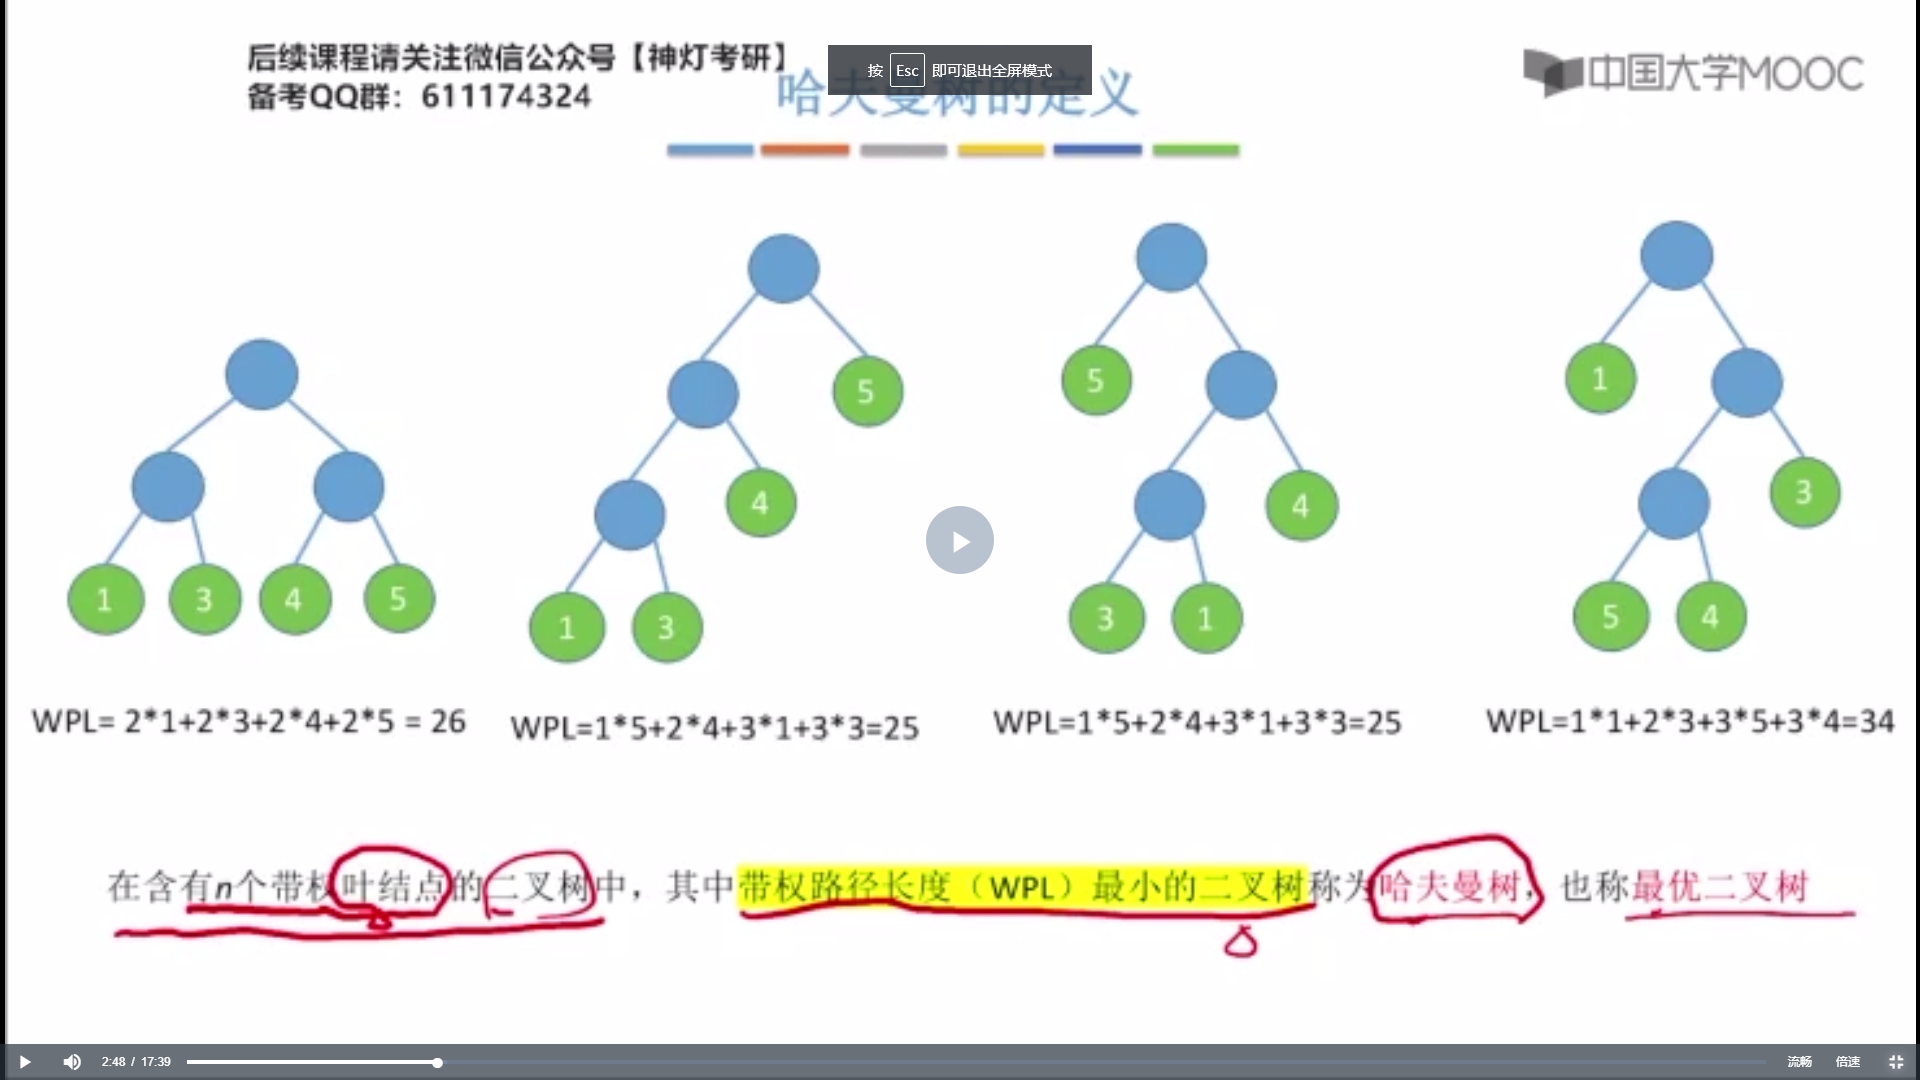 后续课程请关注微信公众号【神灯考研】
备考QQ群：611174324
按 Esc 即可退出全屏模式
哈夫曼树的定义
中国大学MOOC
5
5
1
4
4
3
1
3
4
5
1
3
3
1
5
4
WPL= 2*1+2*3+2*4+2*5 = 26
WPL=1*5+2*4+3*1+3*3=25
WPL=1*5+2*4+3*1+3*3=25
WPL=1*1+2*3+3*5+3*4=34
在含有n个带权叶结点的二叉树中，其中带权路径长度（WPL）最小的二叉树称为哈夫曼树，也称最优二叉树
2:48 / 17:39
流畅
倍速